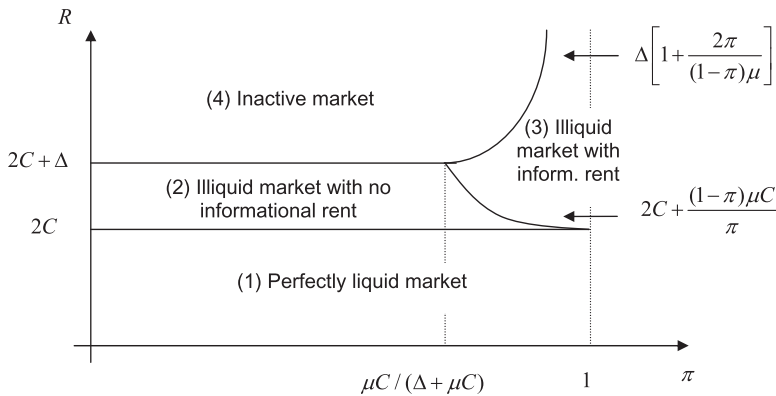 R
Δ[1+2π/((1−π)μ)]
(4) Inactive market
(3) Illiquid
market with
inform. rent
2C + Δ
(2) Illiquid market with no
informational rent
2C + (1−π)μC/π
2C
(1) Perfectly liquid market
μC / (Δ + μC)
1
π